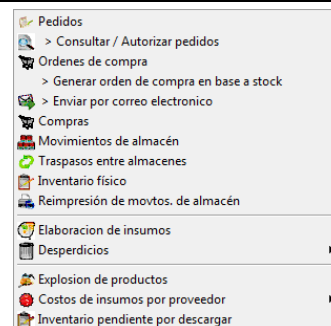 Pedidos
> Consultar / Autorizar pedidos
Ordenes de compra
> Generar orden de compra en base a stock
> Enviar por correo electronico
Compras
Movimientos de almacén
Traspasos entre almacenes
Inventario físico
Reimpresión de movtos. de almacén
Elaboracion de insumos
Desperdicios
Explosion de productos
Costos de insumos por proveedor
Inventario pendiente por descargar